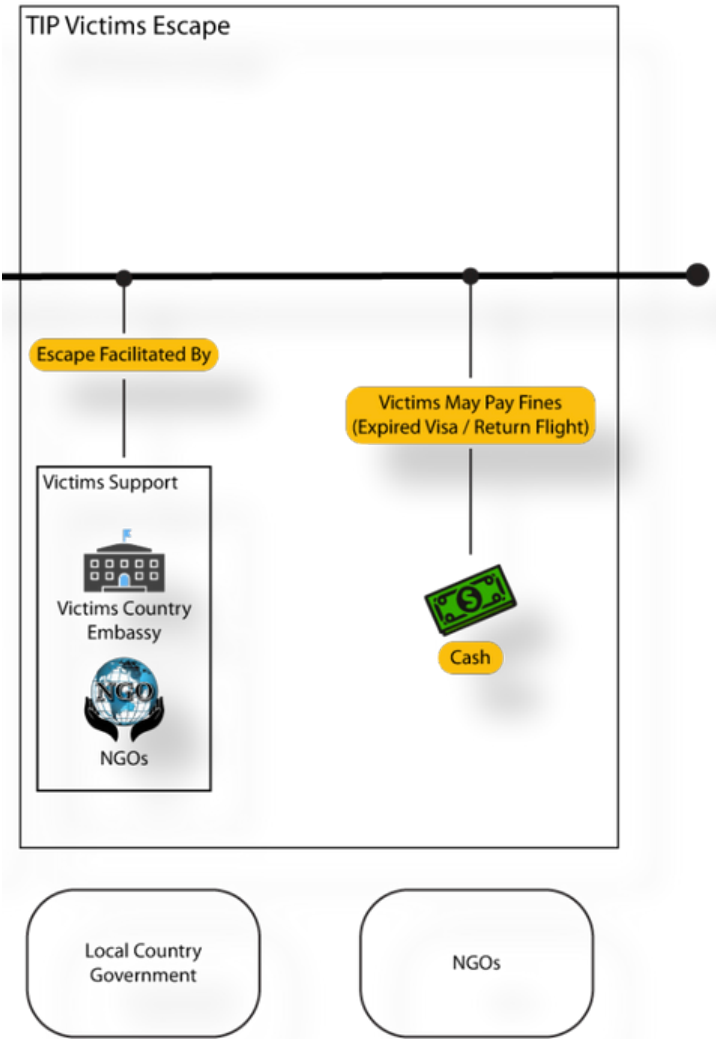 TIP Victims Escape
Escape Facilitated By
Victims May Pay Fines
(Expired Visa / Return Flight)
Victims Support
Victims Country
Embassy
NGO
NGOs
Cash
Local Country
Government
NGOs